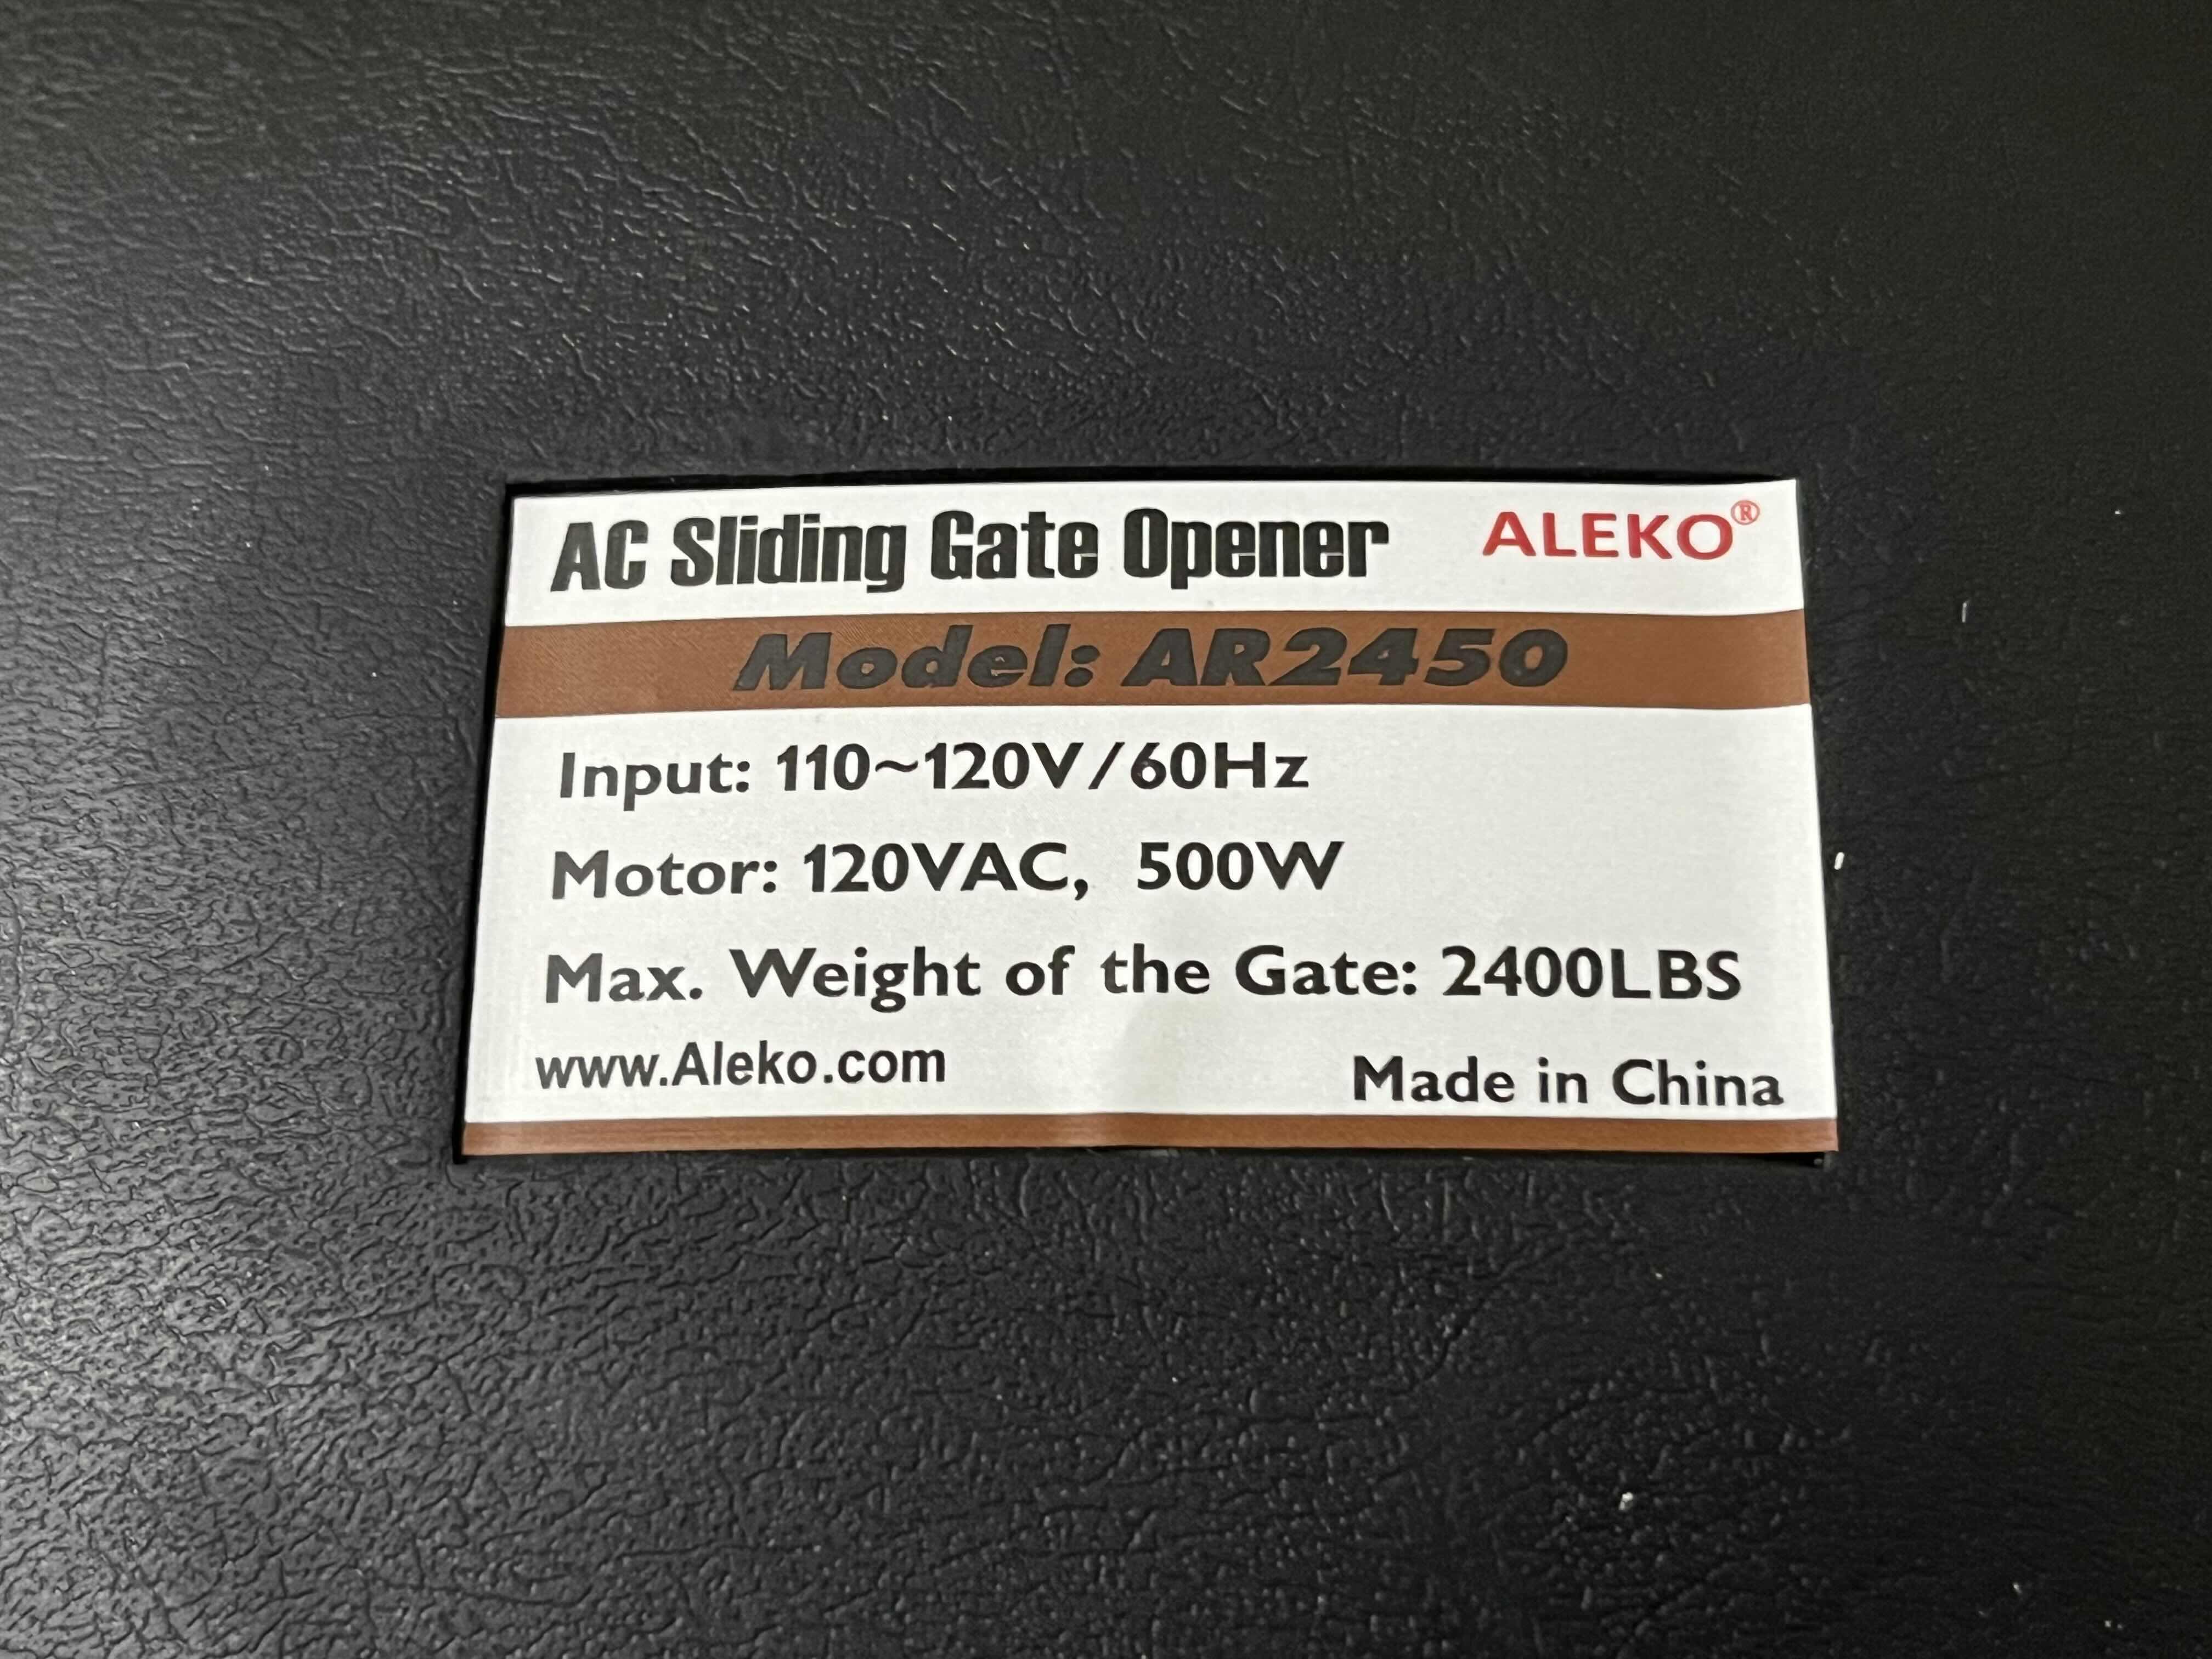 AC Sliding Gate Opener ALEKO®
Model: AR2450
Input: 110~120V/60Hz
Motor: 120VAC, 500W
Max. Weight of the Gate: 2400LBS
www.Aleko.com Made in China